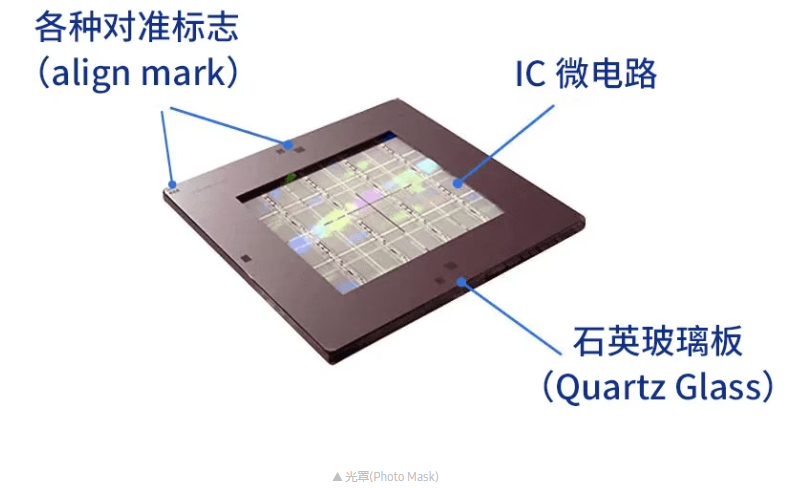 各种对准标志
（align mark）
IC 微电路
石英玻璃板
（Quartz Glass）
▲ 光罩(Photo Mask)